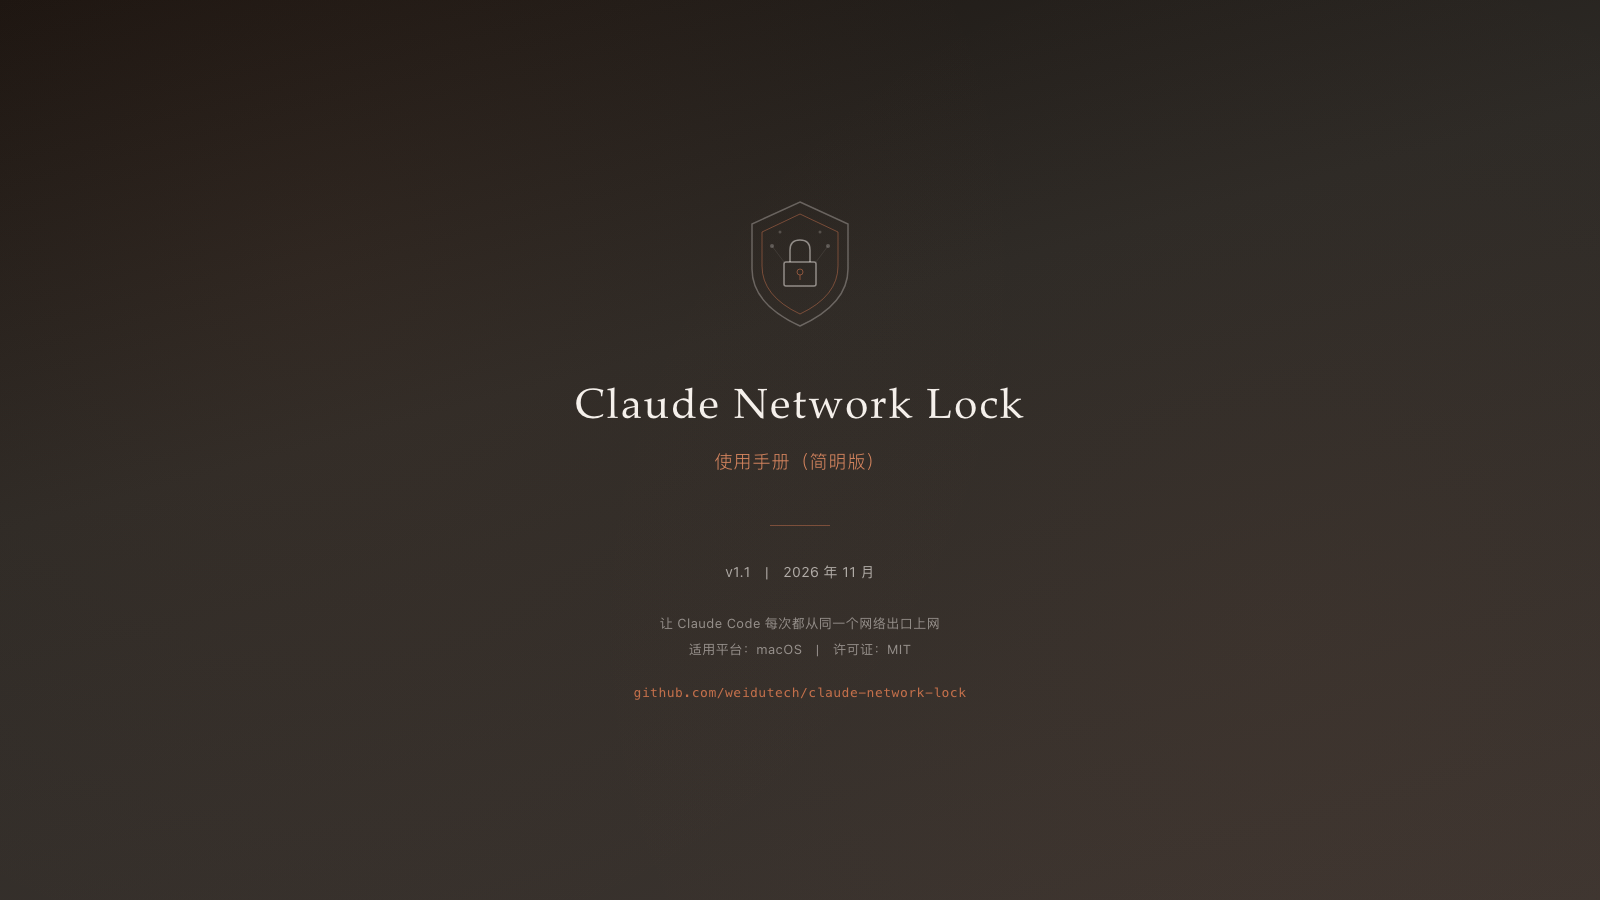 Claude Network Lock
使用手册（简明版）
v1.1 | 2026 年 11 月
让 Claude Code 每次都从同一个网络出口上网
适用平台：macOS | 许可证：MIT
github.com/weidutech/claude-network-lock